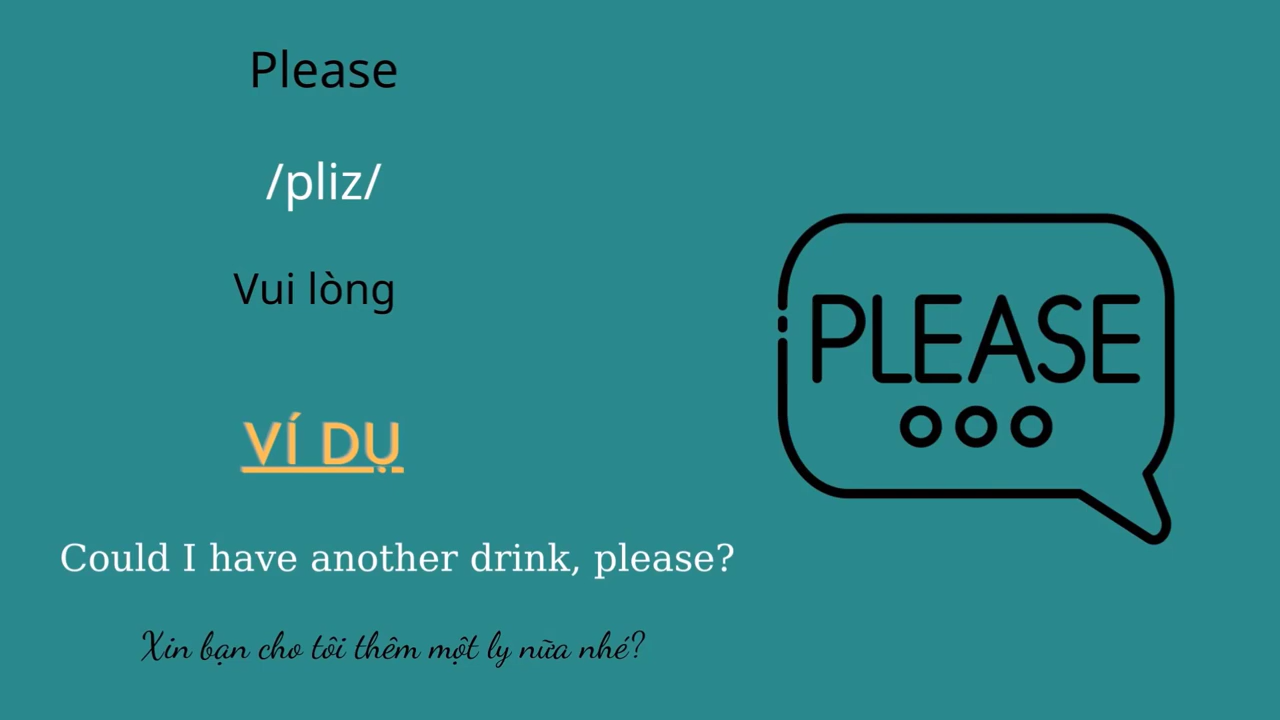 Please
/pliz/
Vui lòng
VÍ DỤ
Could I have another drink, please?
Xin bạn cho tôi thêm một ly nữa nhé?
PLEASE